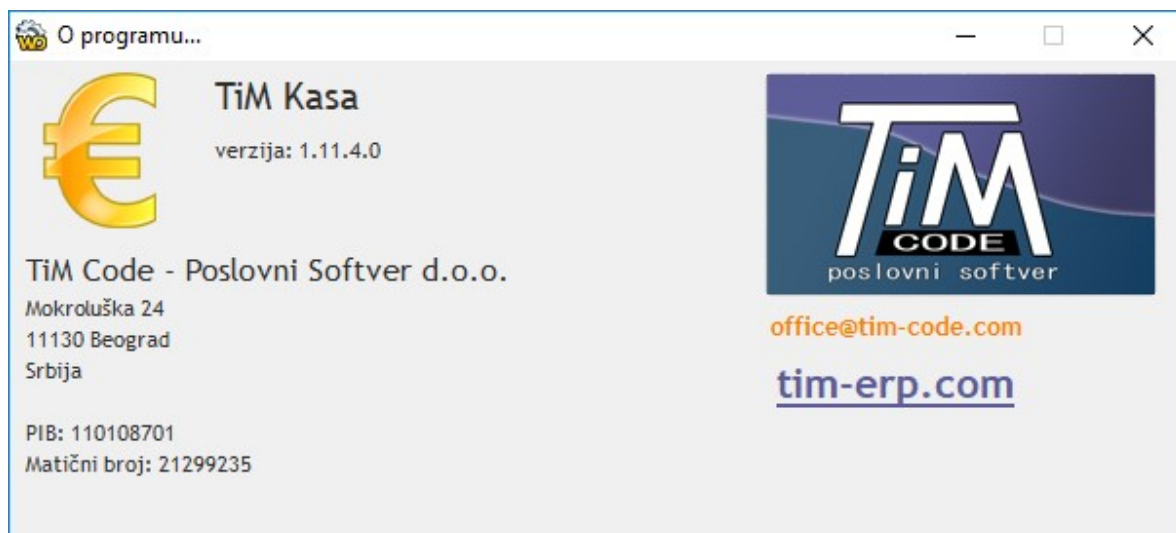 O programu...
TiM Kasa
verzija: 1.11.4.0
TiM Code - Poslovni Softver d.o.o.
Mokroluška 24
11130 Beograd
Srbija
PIB: 110108701
Matični broj: 21299235
TiM
CODE
poslovni softver
office@tim-code.com
tim-erp.com